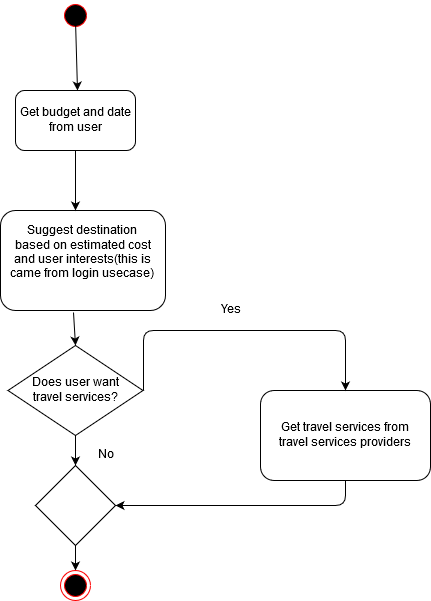 Get budget and date
from user
Suggest destination
based on estimated cost
and user interests(this is
came from login usecase)
Yes
Does user want
travel services?
Get travel services from
travel services providers
No